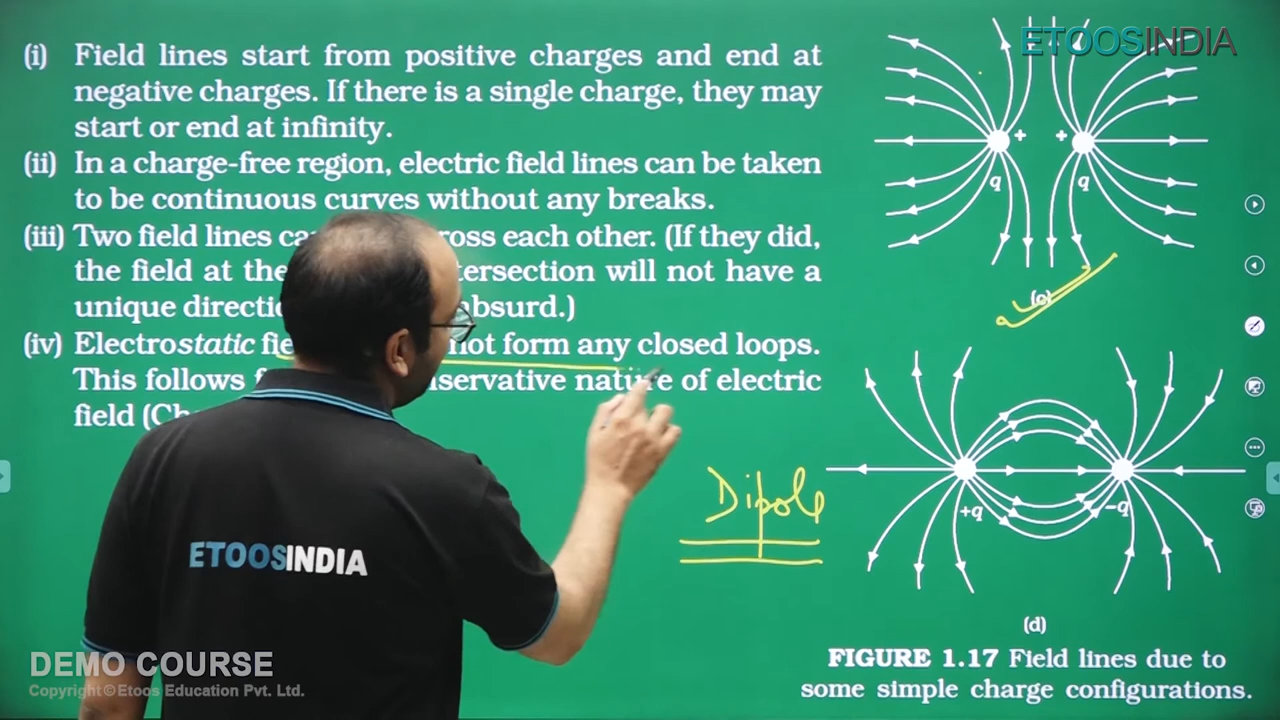 (i) Field lines start from positive charges and end at
negative charges. If there is a single charge, they may
start or end at infinity.
(ii) In a charge-free region, electric field lines can be taken
to be continuous curves without any breaks.
(iii) Two field lines ross each other. (If they did,
the field at the tersection will not have a
unique directi absurd.)
(iv) Electrostatic fie not form any closed loops.
This follows servative nature of electric
field (Ch
ETOOSINDIA
+ +
q q
(c)
Dipole
+q -q
(d)
FIGURE 1.17 Field lines due to
some simple charge configurations.
ETOOSINDIA
DEMO COURSE
Copyright © Etoos Education Pvt. Ltd.